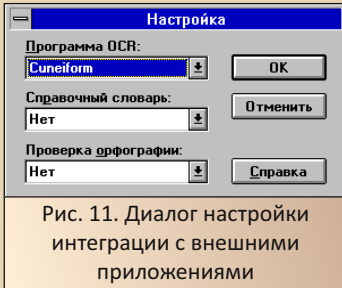 Настройка
Программа OCR:
Cuneiform
OK
Справочный словарь:
Нет
Отменить
Проверка орфографии:
Нет
Справка
Рис. 11. Диалог настройки
интеграции с внешними
приложениями